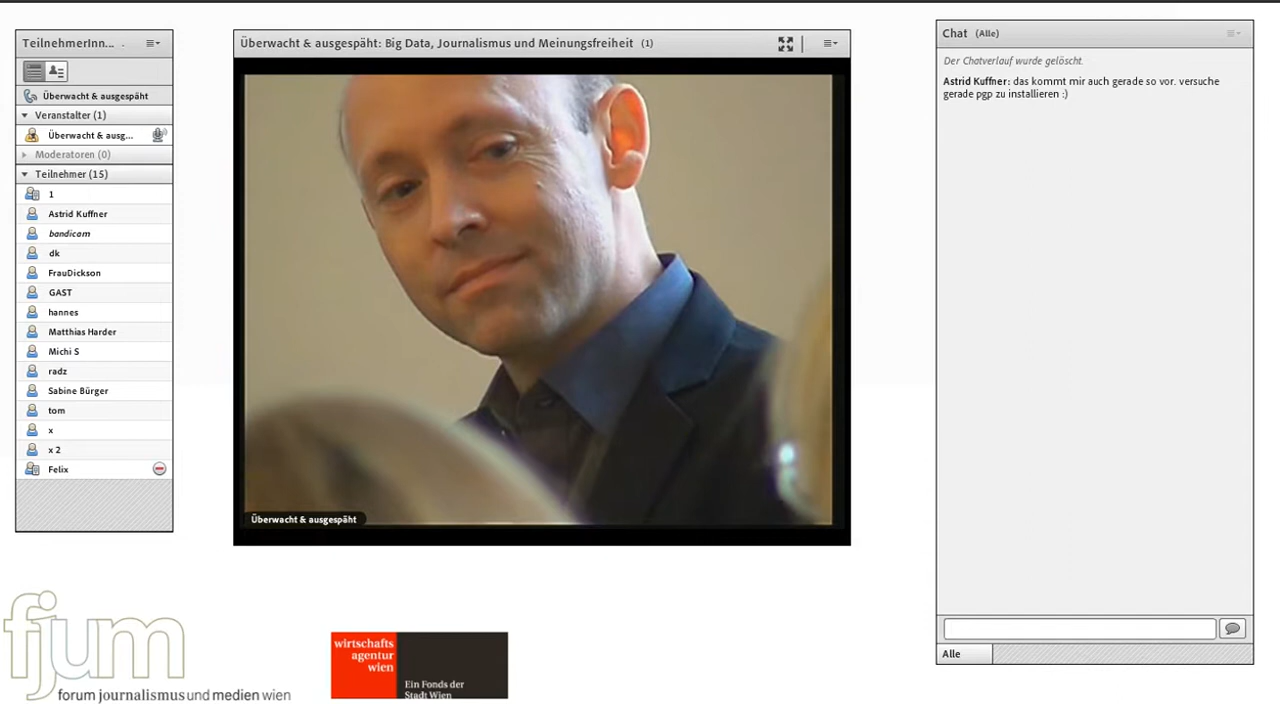 TeilnehmerInn... .
Überwacht & ausgespäht
Veranstalter (1)
Überwacht & ausg...
Moderatoren (0)
Teilnehmer (15)
1
Astrid Kuffner
bandicam
dk
FrauDickson
GAST
hannes
Matthias Harder
Michi S
radz
Sabine Bürger
tom
x
x 2
Felix
Überwacht & ausgespäht: Big Data, Journalismus und Meinungsfreiheit (1)
Überwacht & ausgespäht
Chat (Alle)
Der Chatverlauf wurde gelöscht.
Astrid Kuffner: das kommt mir auch gerade so vor. versuche
gerade pgp zu installieren :)
Alle
fjum
forum journalismus und medien wien
wirtschafts
agentur
wien
Ein Fonds der
Stadt Wien